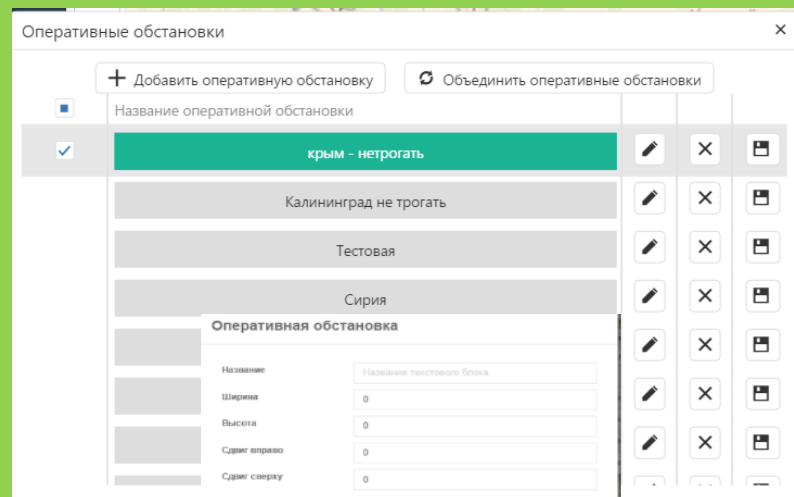 Оперативные обстановки
Добавить оперативную обстановку
Объединить оперативные обстановки
Название оперативной обстановки
крым - нетрогать
Калининград не трогать
Тестовая
Сирия
Оперативная обстановка
Название
Название текстового блока
Ширина
0
Высота
0
Сдвиг вправо
0
Сдвиг сверху
0